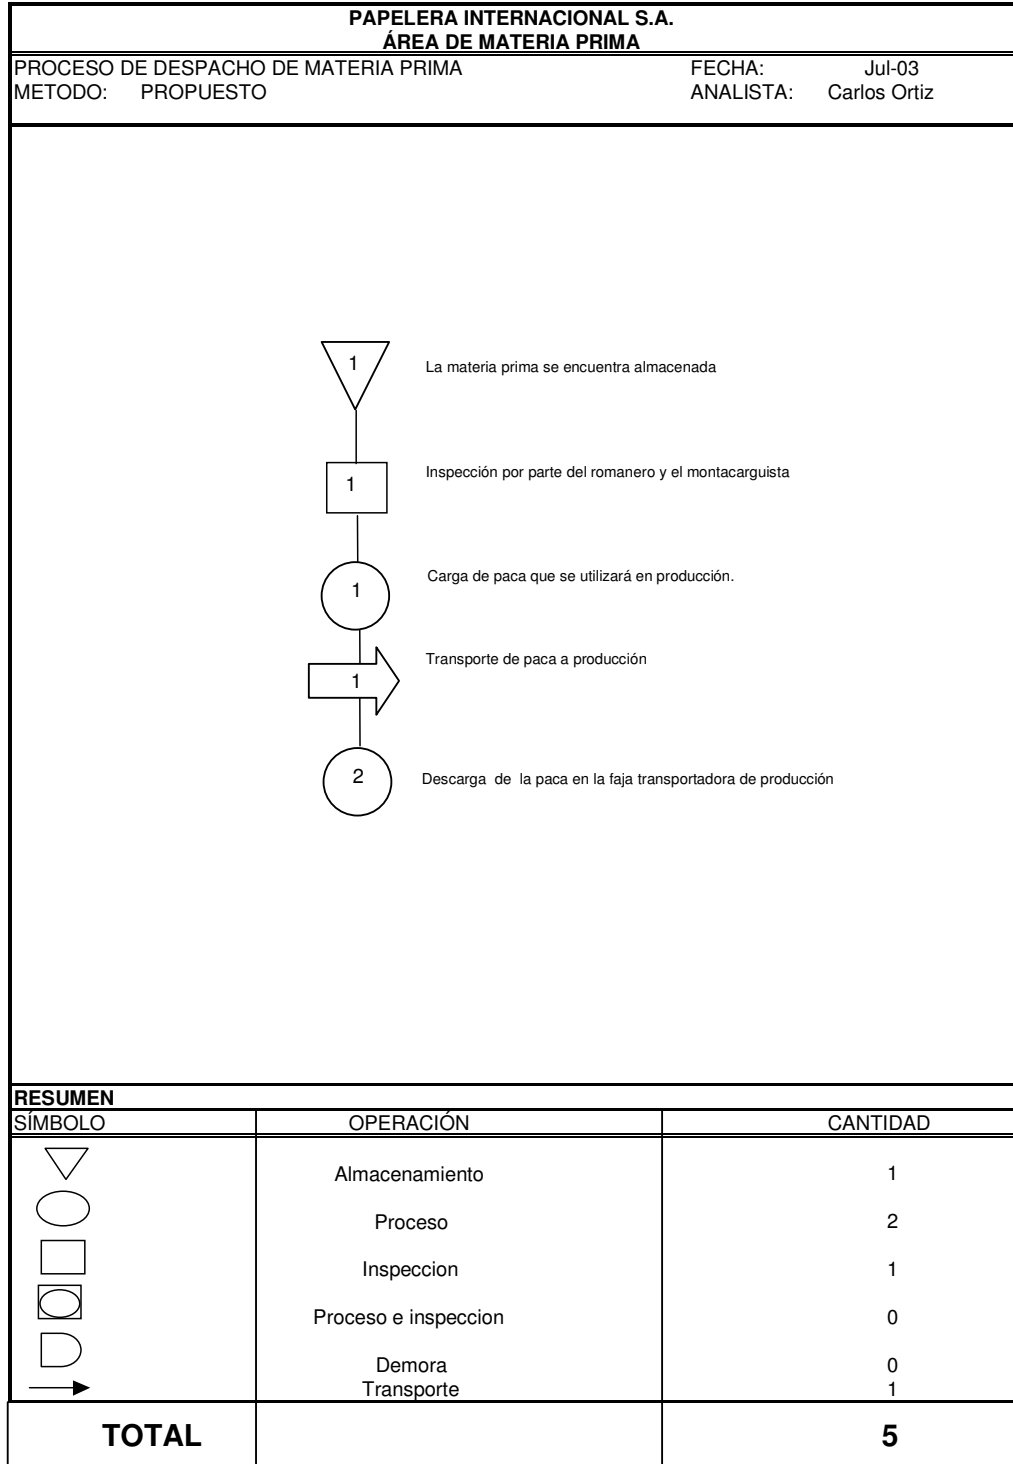 PAPELERA INTERNACIONAL S.A.
ÁREA DE MATERIA PRIMA
PROCESO DE DESPACHO DE MATERIA PRIMA FECHA: Jul-03
METODO: PROPUESTO ANALISTA: Carlos Ortiz
1 La materia prima se encuentra almacenada
1 Inspección por parte del romanero y el montacarguista
1 Carga de paca que se utilizará en producción.
1 Transporte de paca a producción
2 Descarga de la paca en la faja transportadora de producción
RESUMEN
SÍMBOLO OPERACIÓN CANTIDAD
Almacenamiento 1
Proceso 2
Inspeccion 1
Proceso e inspeccion 0
Demora 0
Transporte 1
TOTAL 5